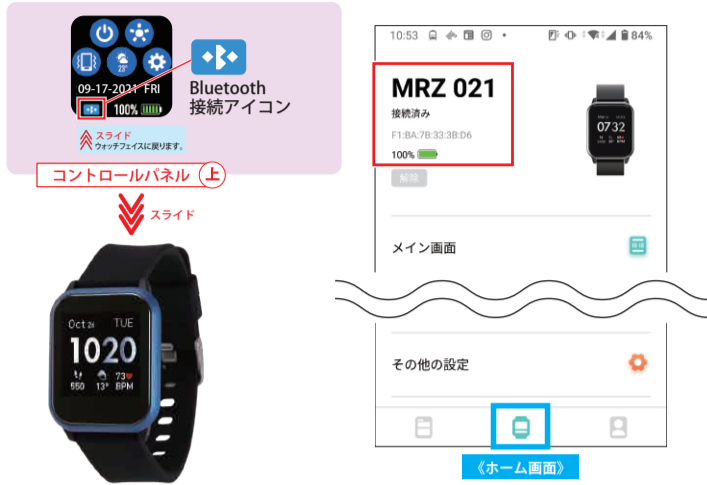 23°
09-17-2021 FRI
100%
Bluetooth
接続アイコン
スライド
ウォッチフェイスに戻ります。
コントロールパネル 上
スライド
Oct 26 TUE
1020
550 13° 73
BPM
10:53 84%
MRZ 021
接続済み
F1:BA:7B:33:3B:D6
100%
解除
0732
メイン画面
その他の設定
《ホーム画面》